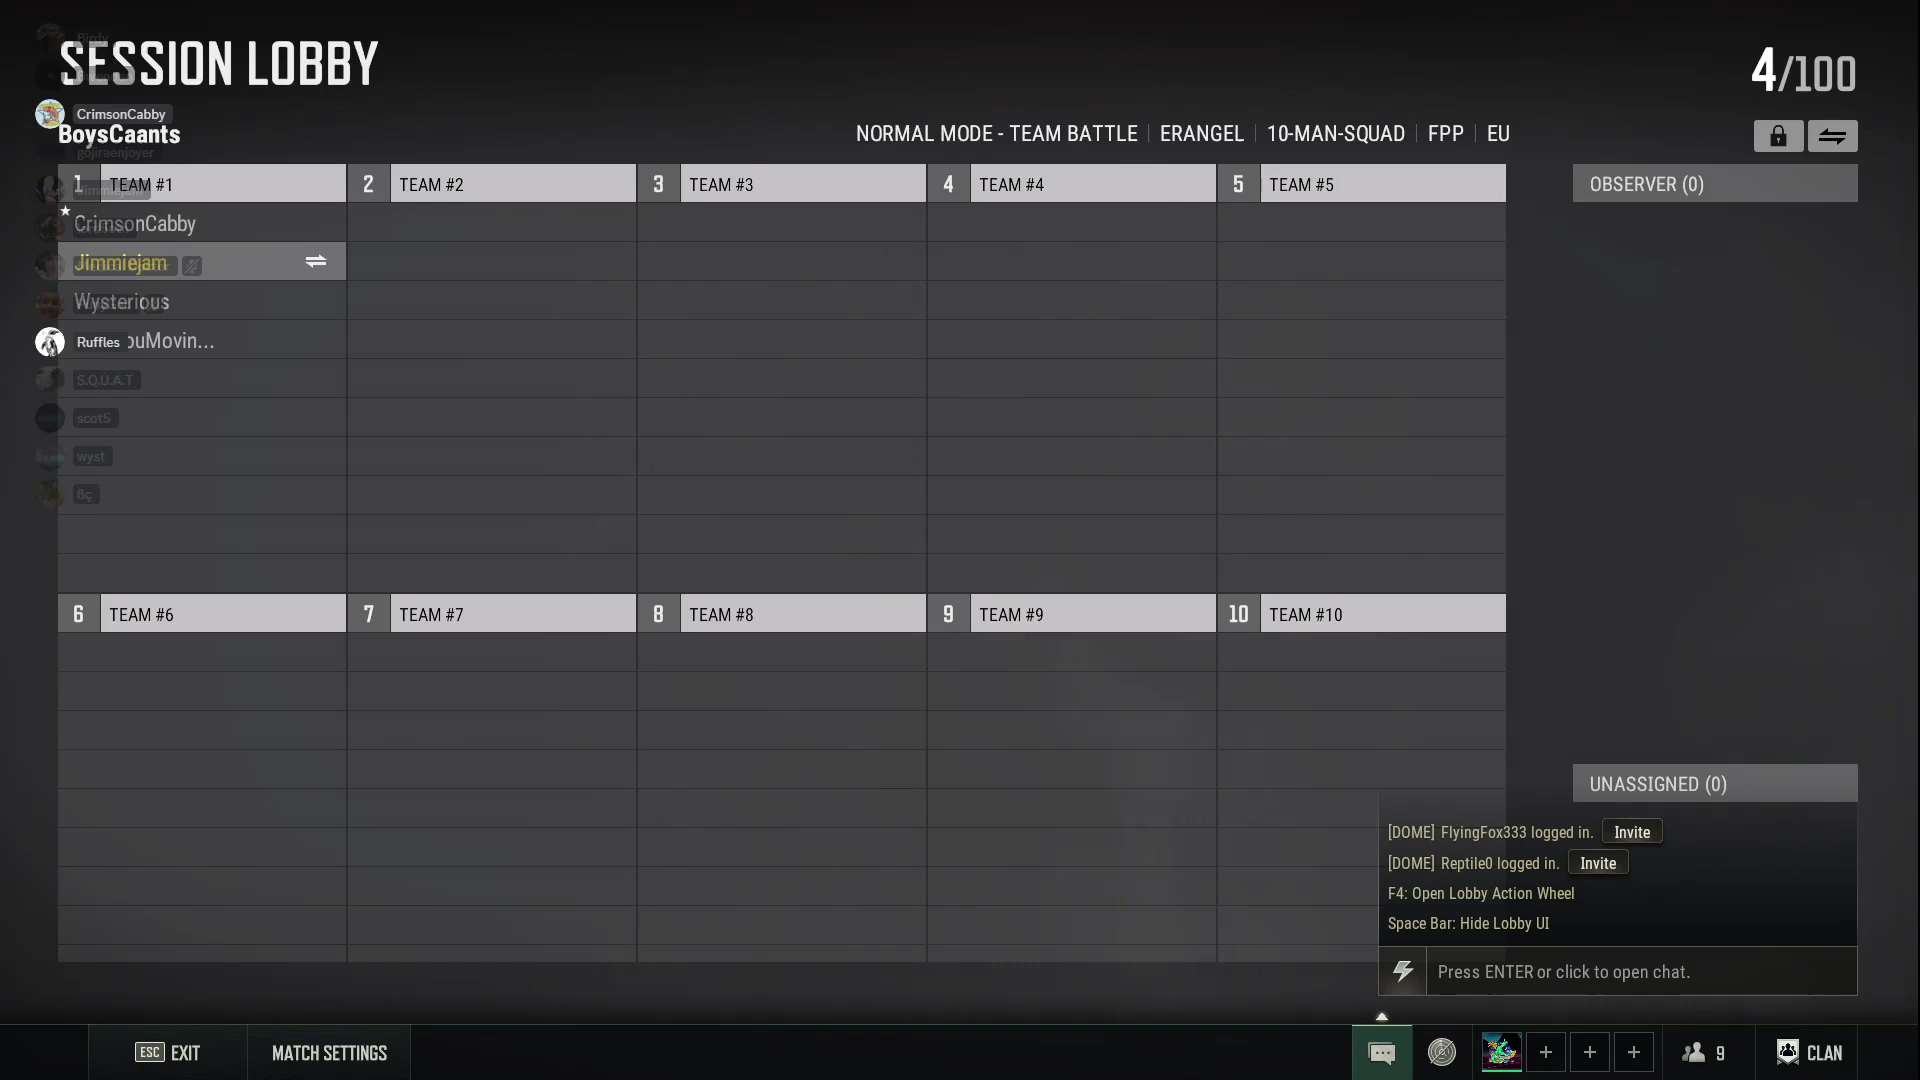 Birdy
SESSION LOBBY
4/100
CrimsonCabby
BoysCaants
NORMAL MODE - TEAM BATTLE
ERANGEL
10-MAN-SQUAD
FPP
EU
gojiraenjoyer
1 TEAM #1
2 TEAM #2
3 TEAM #3
4 TEAM #4
5 TEAM #5
OBSERVER (0)
CrimsonCabby
Jimmiejam
Wysterious
Ruffles
ouMovin...
S.Q.U.A.T
scot5
wyst
6 TEAM #6
7 TEAM #7
8 TEAM #8
9 TEAM #9
10 TEAM #10
UNASSIGNED (0)
[DOME] FlyingFox333 logged in. Invite
[DOME] Reptile0 logged in. Invite
F4: Open Lobby Action Wheel
Space Bar: Hide Lobby UI
Press ENTER or click to open chat.
ESC EXIT
MATCH SETTINGS
9
CLAN